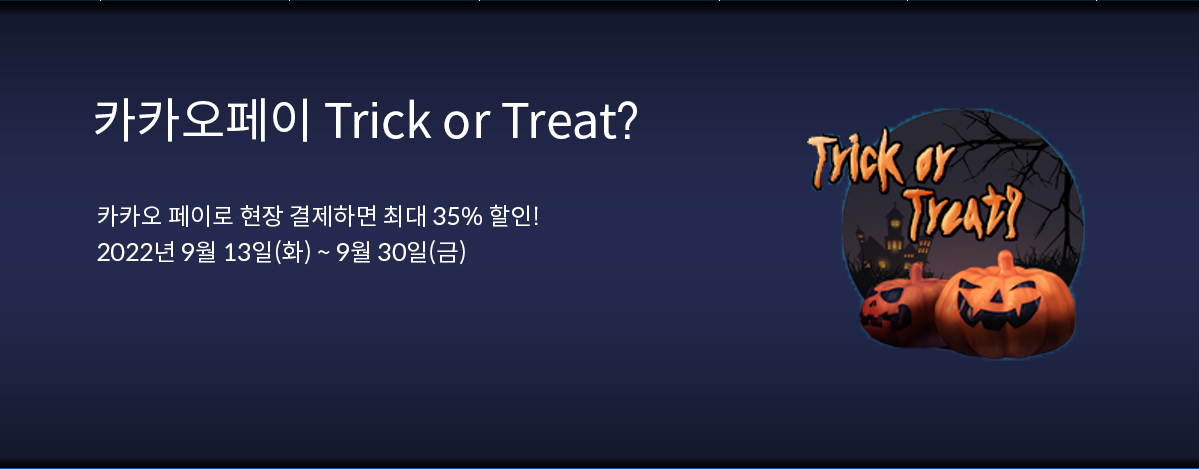 카카오페이 Trick or Treat?
카카오 페이로 현장 결제하면 최대 35% 할인!
2022년 9월 13일(화) ~ 9월 30일(금)
Trick or
Treat?